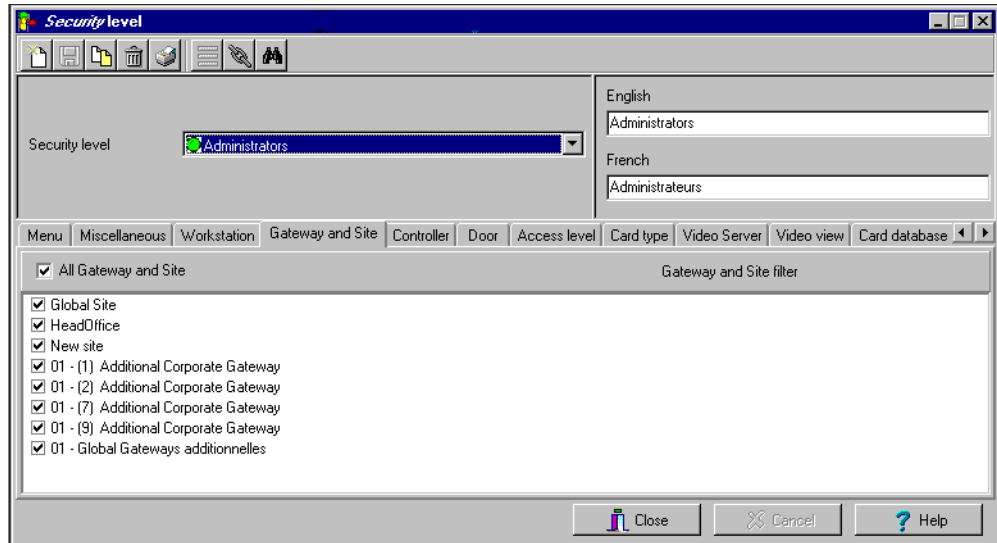 Security level
English
Administrators
Security level
Administrators
French
Administrateurs
Menu Miscellaneous Workstation Gateway and Site Controller Door Access level Card type Video Server Video view Card database
All Gateway and Site Gateway and Site filter
Global Site
HeadOffice
New site
01 - (1) Additional Corporate Gateway
01 - (2) Additional Corporate Gateway
01 - (7) Additional Corporate Gateway
01 - (9) Additional Corporate Gateway
01 - Global Gateways additionnelles
Close Cancel ? Help